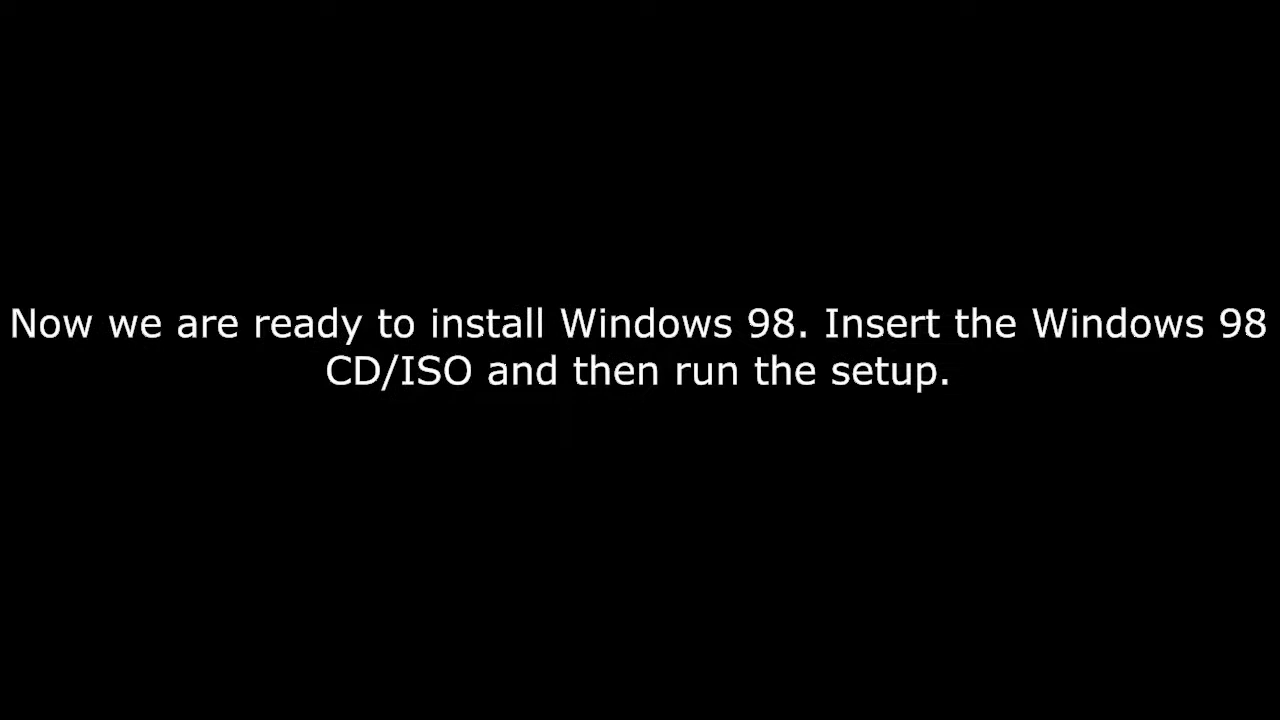 Now we are ready to install Windows 98. Insert the Windows 98
CD/ISO and then run the setup.